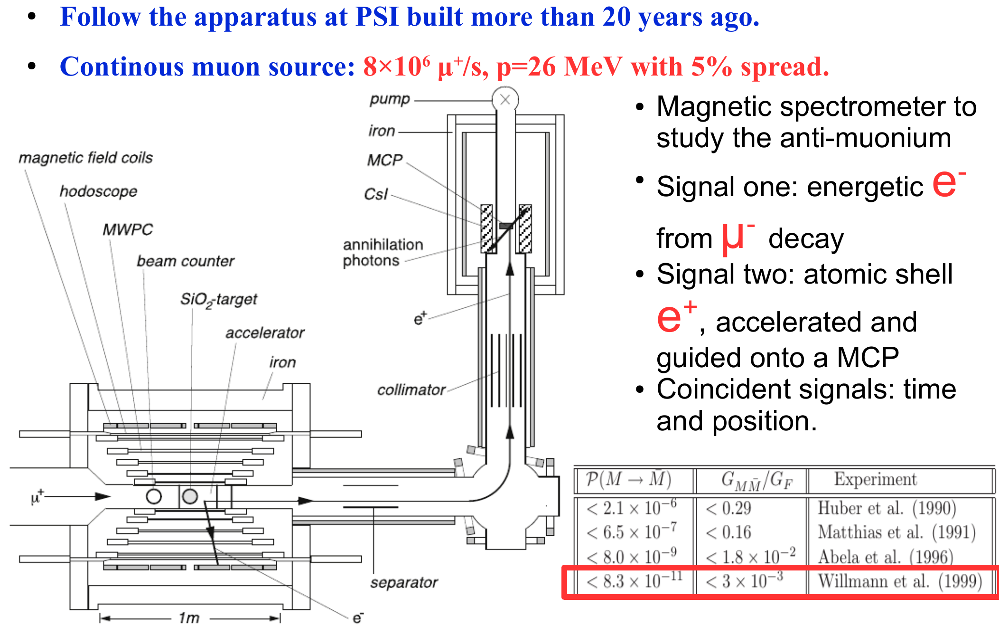 • Follow the apparatus at PSI built more than 20 years ago.
• Continous muon source: 8×10⁶ μ⁺/s, p=26 MeV with 5% spread.
pump
iron
MCP
CsI
annihilation
photons
e⁺
collimator
magnetic field coils
hodoscope
MWPC
beam counter
SiO₂-target
accelerator
iron
μ⁺
separator
1m
e⁻
• Magnetic spectrometer to
study the anti-muonium
• Signal one: energetic e⁻
from μ⁻ decay
• Signal two: atomic shell
e⁺, accelerated and
guided onto a MCP
• Coincident signals: time
and position.
P(M → M̄) G_MM̄/G_F Experiment
< 2.1 × 10⁻⁶ < 0.29 Huber et al. (1990)
< 6.5 × 10⁻⁷ < 0.16 Matthias et al. (1991)
< 8.0 × 10⁻⁹ < 1.8 × 10⁻² Abela et al. (1996)
< 8.3 × 10⁻¹¹ < 3 × 10⁻³ Willmann et al. (1999)